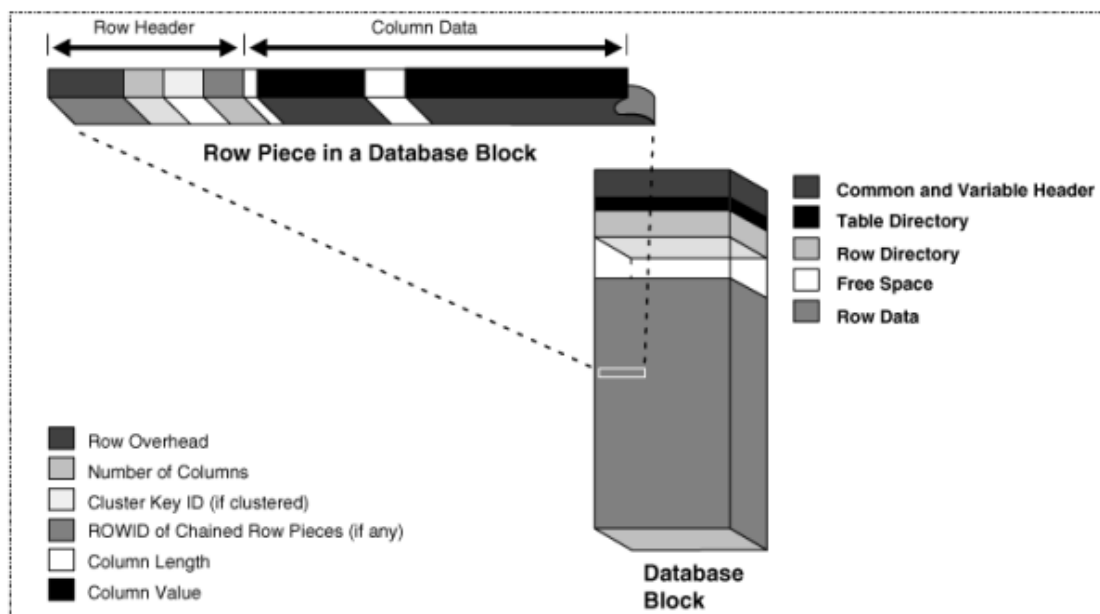 Row Header
Column Data
Row Piece in a Database Block
Common and Variable Header
Table Directory
Row Directory
Free Space
Row Data
Row Overhead
Number of Columns
Cluster Key ID (if clustered)
ROWID of Chained Row Pieces (if any)
Column Length
Column Value
Database
Block